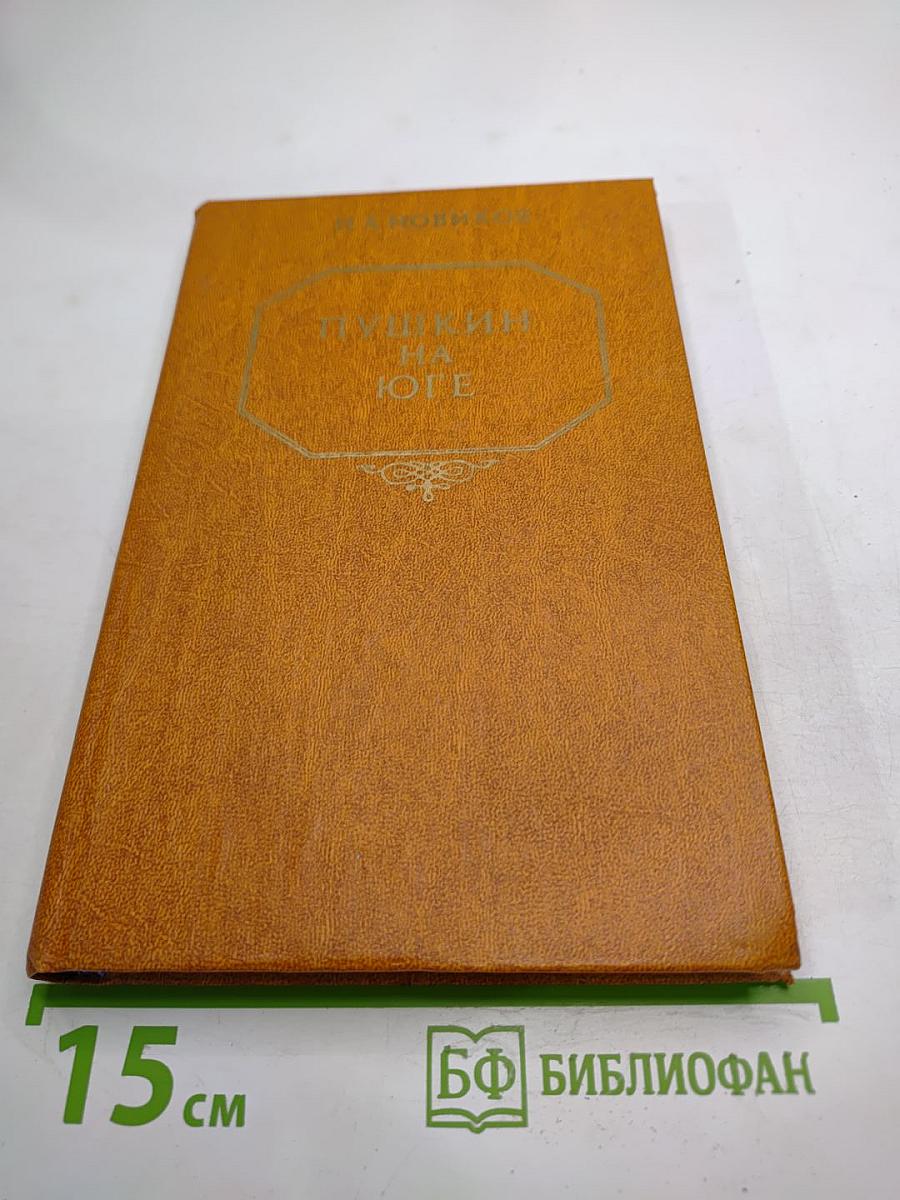 И.А.НОВИКОВ
ПУШКИН
НА
ЮГЕ
15 см
БФ БИБЛИОФАН